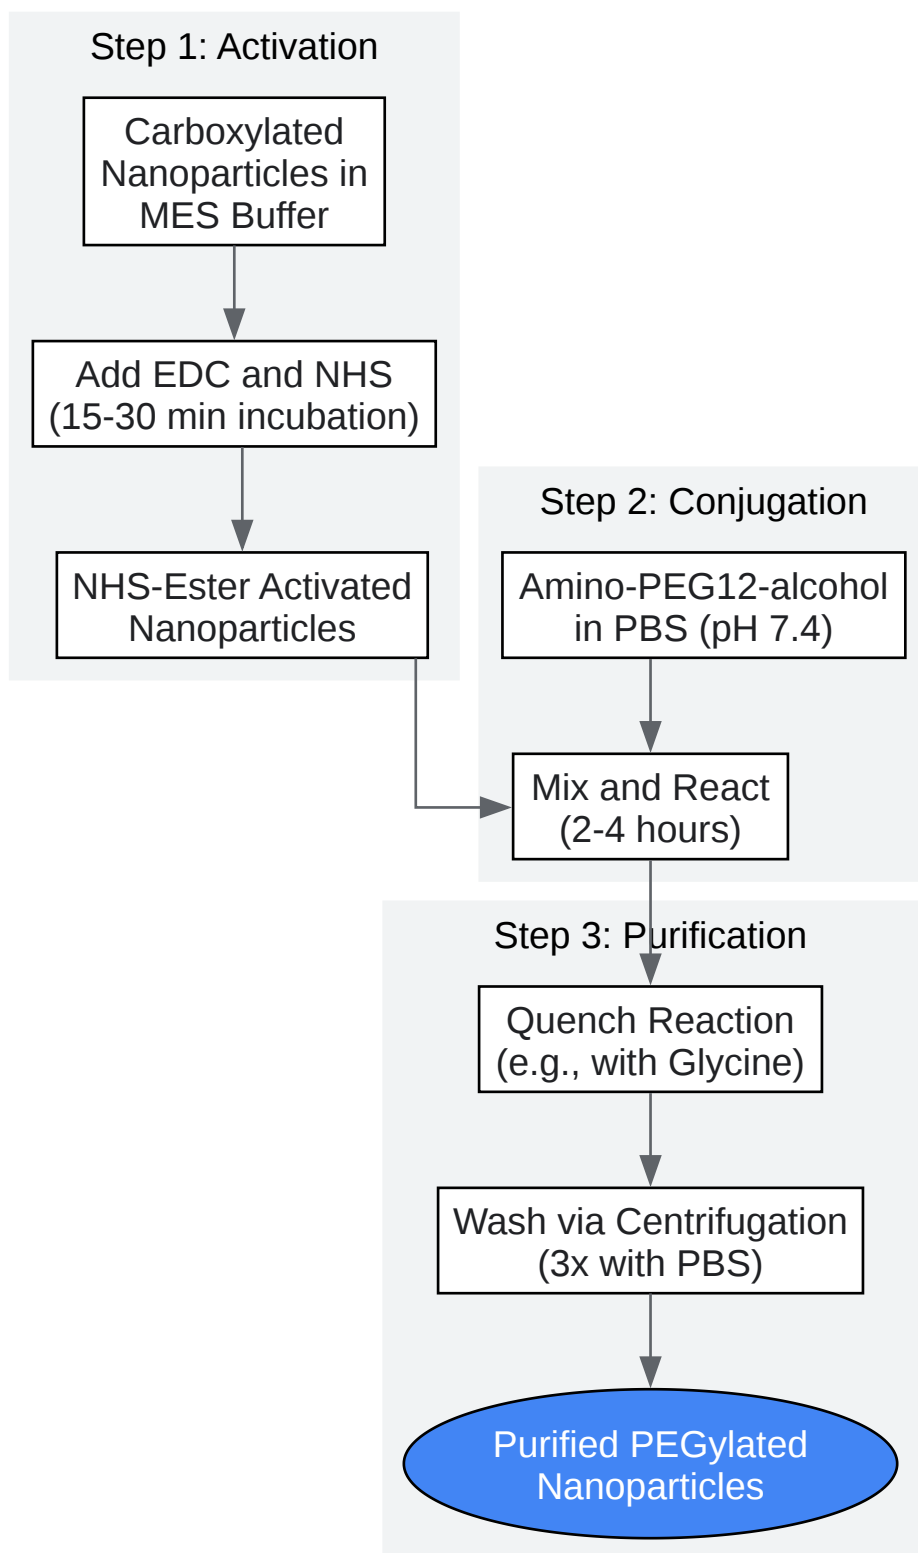 Step 1: Activation
Carboxylated
Nanoparticles in
MES Buffer
Add EDC and NHS
(15-30 min incubation)
NHS-Ester Activated
Nanoparticles
Step 2: Conjugation
Amino-PEG12-alcohol
in PBS (pH 7.4)
Mix and React
(2-4 hours)
Step 3: Purification
Quench Reaction
(e.g., with Glycine)
Wash via Centrifugation
(3x with PBS)
Purified PEGylated
Nanoparticles